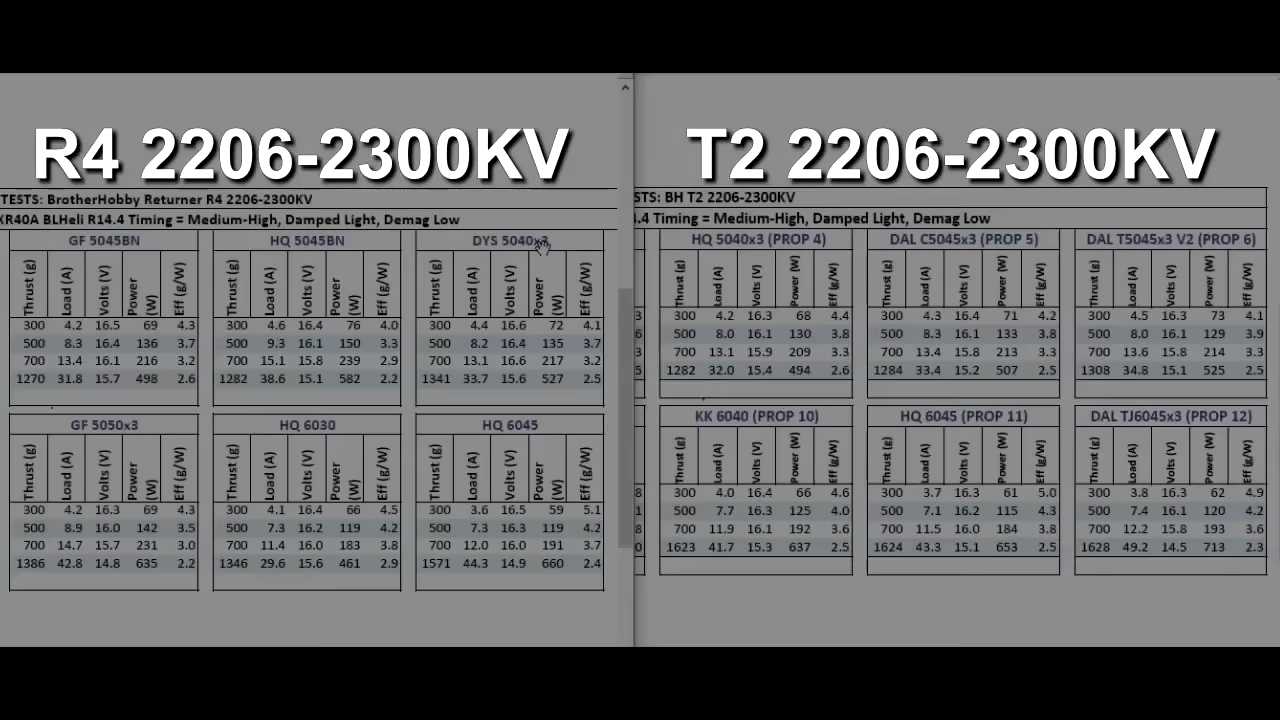 R4 2206-2300KV
TESTS: BrotherHobby Returner R4 2206-2300KV
XR40A BLHeli R14.4 Timing = Medium-High, Damped Light, Demag Low
GF 5045BN HQ 5045BN DYS 5040x3
Thrust (g) Load (A) Volts (V) Power (W) Eff (g/W) Thrust (g) Load (A) Volts (V) Power (W) Eff (g/W) Thrust (g) Load (A) Volts (V) Power (W) Eff (g/W)
300 4.2 16.5 69 4.3 300 4.6 16.4 76 4.0 300 4.4 16.6 72 4.1
500 8.3 16.4 136 3.7 500 9.3 16.1 150 3.3 500 8.2 16.4 135 3.7
700 13.4 16.1 216 3.2 700 15.1 15.8 239 2.9 700 13.1 16.6 217 3.2
1270 31.8 15.7 498 2.6 1282 38.6 15.1 582 2.2 1341 33.7 15.6 527 2.5
GF 5050x3 HQ 6030 HQ 6045
Thrust (g) Load (A) Volts (V) Power (W) Eff (g/W) Thrust (g) Load (A) Volts (V) Power (W) Eff (g/W) Thrust (g) Load (A) Volts (V) Power (W) Eff (g/W)
300 4.2 16.3 69 4.3 300 4.1 16.4 66 4.5 300 3.6 16.5 59 5.1
500 8.9 16.0 142 3.5 500 7.3 16.2 119 4.2 500 7.3 16.3 119 4.2
700 14.7 15.7 231 3.0 700 11.4 16.0 183 3.8 700 12.0 16.0 191 3.7
1386 42.8 14.8 635 2.2 1346 29.6 15.6 461 2.9 1571 44.3 14.9 660 2.4
T2 2206-2300KV
STS: BH T2 2206-2300KV
4.4 Timing = Medium-High, Damped Light, Demag Low
HQ 5040x3 (PROP 4) DAL C5045x3 (PROP 5) DAL T5045x3 V2 (PROP 6)
Thrust (g) Load (A) Volts (V) Power (W) Eff (g/W) Thrust (g) Load (A) Volts (V) Power (W) Eff (g/W) Thrust (g) Load (A) Volts (V) Power (W) Eff (g/W)
3 300 4.2 16.3 68 4.4 300 4.3 16.4 71 4.2 300 4.5 16.3 73 4.1
6 500 8.0 16.1 130 3.8 500 8.3 16.1 133 3.8 500 8.0 16.1 129 3.9
3 700 13.1 15.9 209 3.3 700 13.4 15.8 213 3.3 700 13.6 15.8 214 3.3
5 1282 32.0 15.4 494 2.6 1284 33.4 15.2 507 2.5 1308 34.8 15.1 525 2.5
KK 6040 (PROP 10) HQ 6045 (PROP 11) DAL TJ6045x3 (PROP 12)
Thrust (g) Load (A) Volts (V) Power (W) Eff (g/W) Thrust (g) Load (A) Volts (V) Power (W) Eff (g/W) Thrust (g) Load (A) Volts (V) Power (W) Eff (g/W)
8 300 4.0 16.4 66 4.6 300 3.7 16.3 61 5.0 300 3.8 16.3 62 4.9
1 500 7.7 16.3 125 4.0 500 7.1 16.2 115 4.3 500 7.4 16.1 120 4.2
8 700 11.9 16.1 192 3.6 700 11.5 16.0 184 3.8 700 12.2 15.8 193 3.6
0 1623 41.7 15.3 637 2.5 1624 43.3 15.1 653 2.5 1628 49.2 14.5 713 2.3